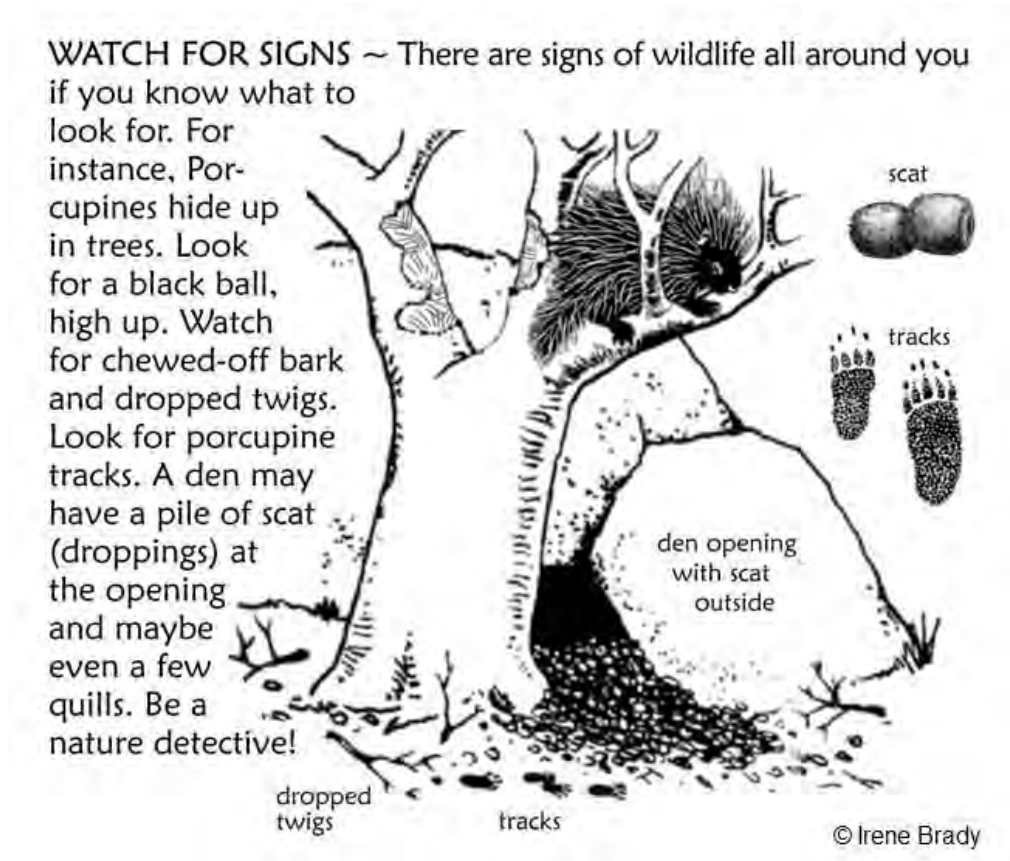 WATCH FOR SIGNS ~ There are signs of wildlife all around you
if you know what to
look for. For
instance, Por-
cupines hide up
in trees. Look
for a black ball,
high up. Watch
for chewed-off bark
and dropped twigs.
Look for porcupine
tracks. A den may
have a pile of scat
(droppings) at
the opening
and maybe
even a few
quills. Be a
nature detective!
scat
tracks
den opening
with scat
outside
dropped
twigs
tracks
© Irene Brady